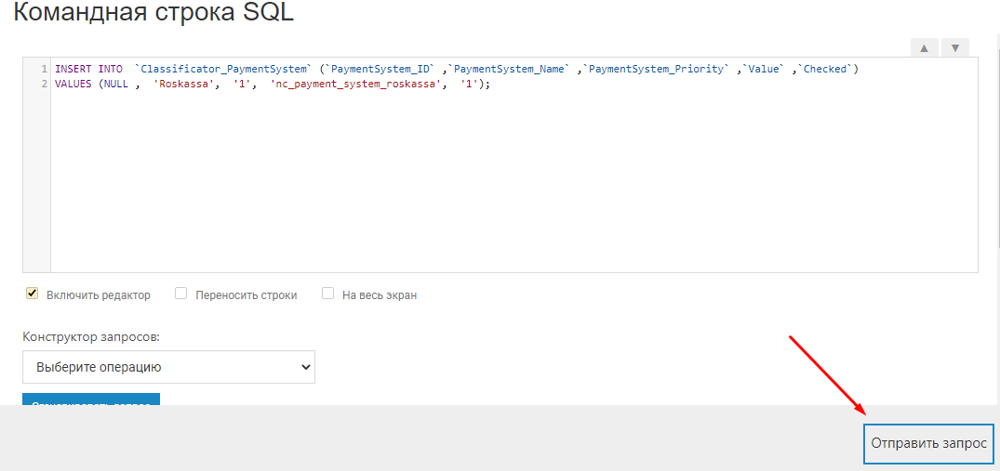 Командная строка SQL
▲ ▼
1 INSERT INTO `Classificator_PaymentSystem` (`PaymentSystem_ID` ,`PaymentSystem_Name` ,`PaymentSystem_Priority` ,`Value` ,`Checked`)
2 VALUES (NULL , 'Roskassa', '1', 'nc_payment_system_roskassa', '1');
Включить редактор Переносить строки На весь экран
Конструктор запросов:
Выберите операцию
Отправить запрос